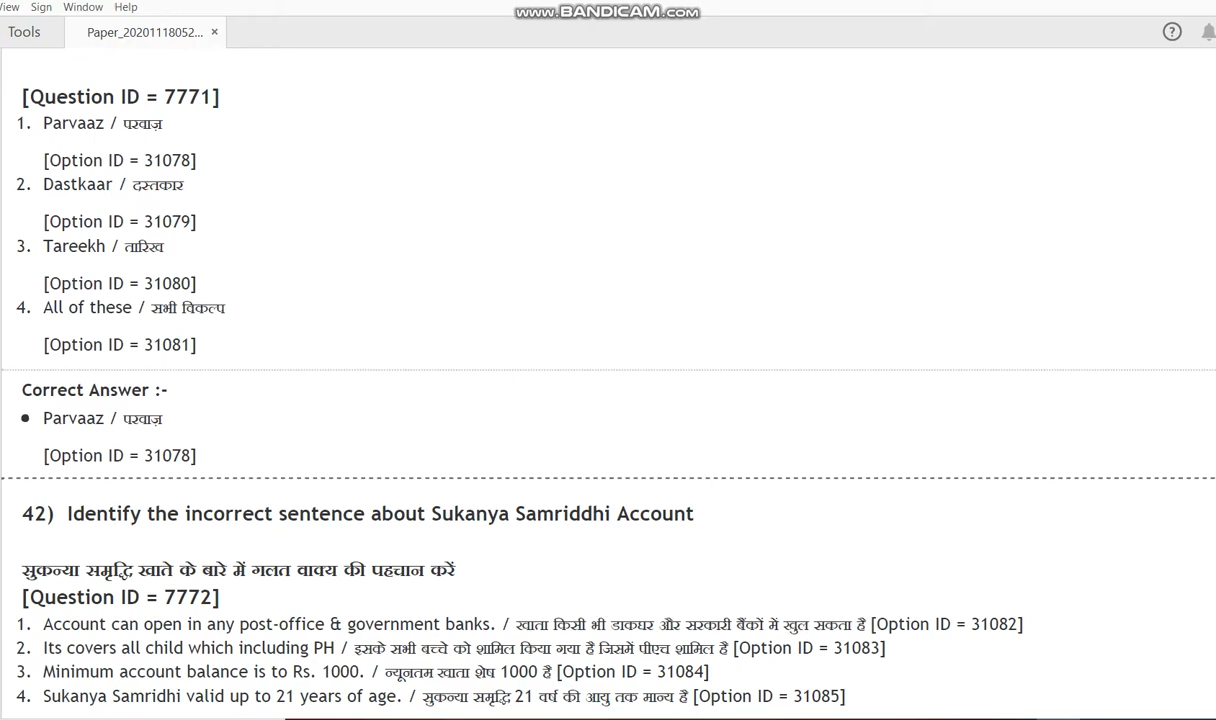 View Sign Window Help
www.BANDICAM.com
Tools Paper_20201118052... ×
[Question ID = 7771]
1. Parvaaz / परवाज़
[Option ID = 31078]
2. Dastkaar / दस्तकार
[Option ID = 31079]
3. Tareekh / तारिख
[Option ID = 31080]
4. All of these / सभी विकल्प
[Option ID = 31081]
Correct Answer :-
• Parvaaz / परवाज़
[Option ID = 31078]
42) Identify the incorrect sentence about Sukanya Samriddhi Account
सुकन्या समृद्धि खाते के बारे में गलत वाक्य की पहचान करें
[Question ID = 7772]
1. Account can open in any post-office & government banks. / खाता किसी भी डाकघर और सरकारी बैंकों में खुल सकता है [Option ID = 31082]
2. Its covers all child which including PH / इसके सभी बच्चे को शामिल किया गया है जिसमें पीएच शामिल है [Option ID = 31083]
3. Minimum account balance is to Rs. 1000. / न्यूनतम खाता शेष 1000 है [Option ID = 31084]
4. Sukanya Samridhi valid up to 21 years of age. / सुकन्या समृद्धि 21 वर्ष की आयु तक मान्य है [Option ID = 31085]